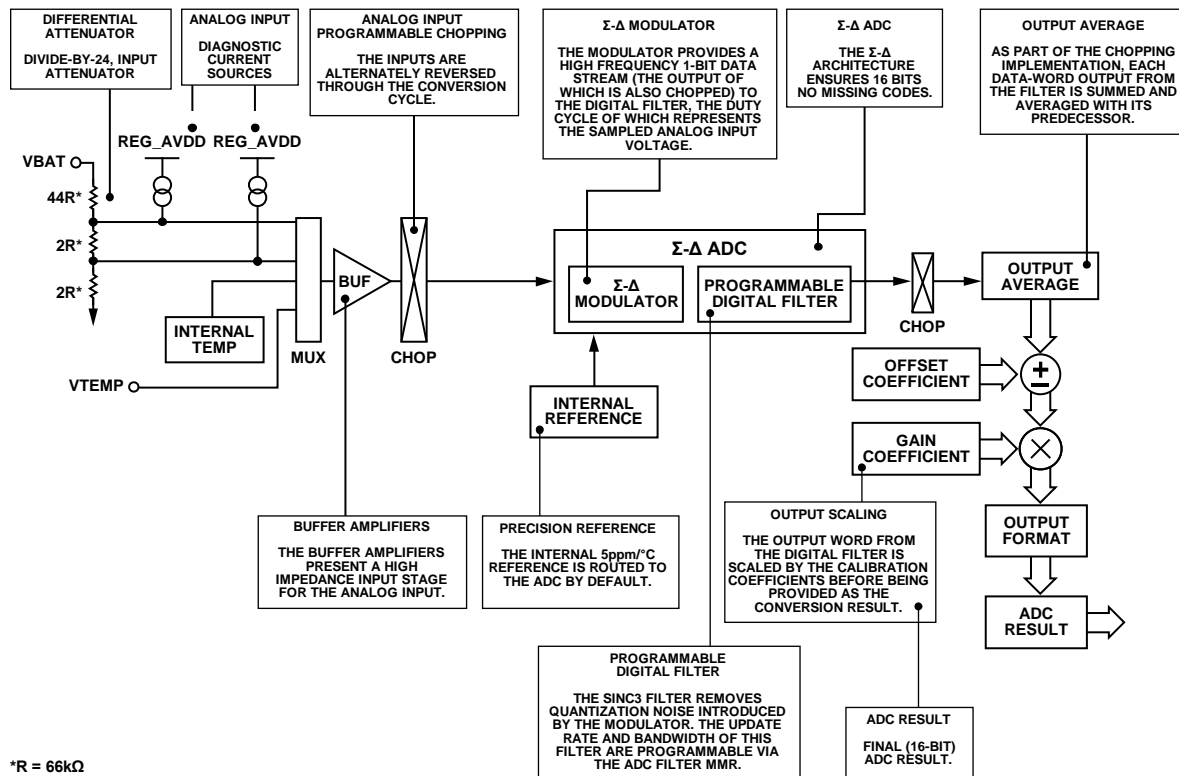 DIFFERENTIAL
ATTENUATOR
DIVIDE-BY-24, INPUT
ATTENUATOR
ANALOG INPUT
DIAGNOSTIC
CURRENT
SOURCES
ANALOG INPUT
PROGRAMMABLE CHOPPING
THE INPUTS ARE
ALTERNATELY REVERSED
THROUGH THE CONVERSION
CYCLE.
Σ-Δ MODULATOR
THE MODULATOR PROVIDES A
HIGH FREQUENCY 1-BIT DATA
STREAM (THE OUTPUT OF
WHICH IS ALSO CHOPPED) TO
THE DIGITAL FILTER, THE DUTY
CYCLE OF WHICH REPRESENTS
THE SAMPLED ANALOG INPUT
VOLTAGE.
Σ-Δ ADC
THE Σ-Δ
ARCHITECTURE
ENSURES 16 BITS
NO MISSING CODES.
OUTPUT AVERAGE
AS PART OF THE CHOPPING
IMPLEMENTATION, EACH
DATA-WORD OUTPUT FROM
THE FILTER IS SUMMED AND
AVERAGED WITH ITS
PREDECESSOR.
REG_AVDD REG_AVDD
VBAT
44R*
2R*
2R*
INTERNAL
TEMP
VTEMP
MUX
BUF
CHOP
Σ-Δ ADC
Σ-Δ
MODULATOR
PROGRAMMABLE
DIGITAL FILTER
CHOP
OUTPUT
AVERAGE
INTERNAL
REFERENCE
OFFSET
COEFFICIENT
+
−
GAIN
COEFFICIENT
×
OUTPUT
FORMAT
ADC
RESULT
BUFFER AMPLIFIERS
THE BUFFER AMPLIFIERS
PRESENT A HIGH
IMPEDANCE INPUT STAGE
FOR THE ANALOG INPUT.
PRECISION REFERENCE
THE INTERNAL 5ppm/°C
REFERENCE IS ROUTED TO
THE ADC BY DEFAULT.
OUTPUT SCALING
THE OUTPUT WORD FROM
THE DIGITAL FILTER IS
SCALED BY THE CALIBRATION
COEFFICIENTS BEFORE BEING
PROVIDED AS THE
CONVERSION RESULT.
PROGRAMMABLE
DIGITAL FILTER
THE SINC3 FILTER REMOVES
QUANTIZATION NOISE INTRODUCED
BY THE MODULATOR. THE UPDATE
RATE AND BANDWIDTH OF THIS
FILTER ARE PROGRAMMABLE VIA
THE ADC FILTER MMR.
ADC RESULT
FINAL (16-BIT)
ADC RESULT.
*R = 66kΩ